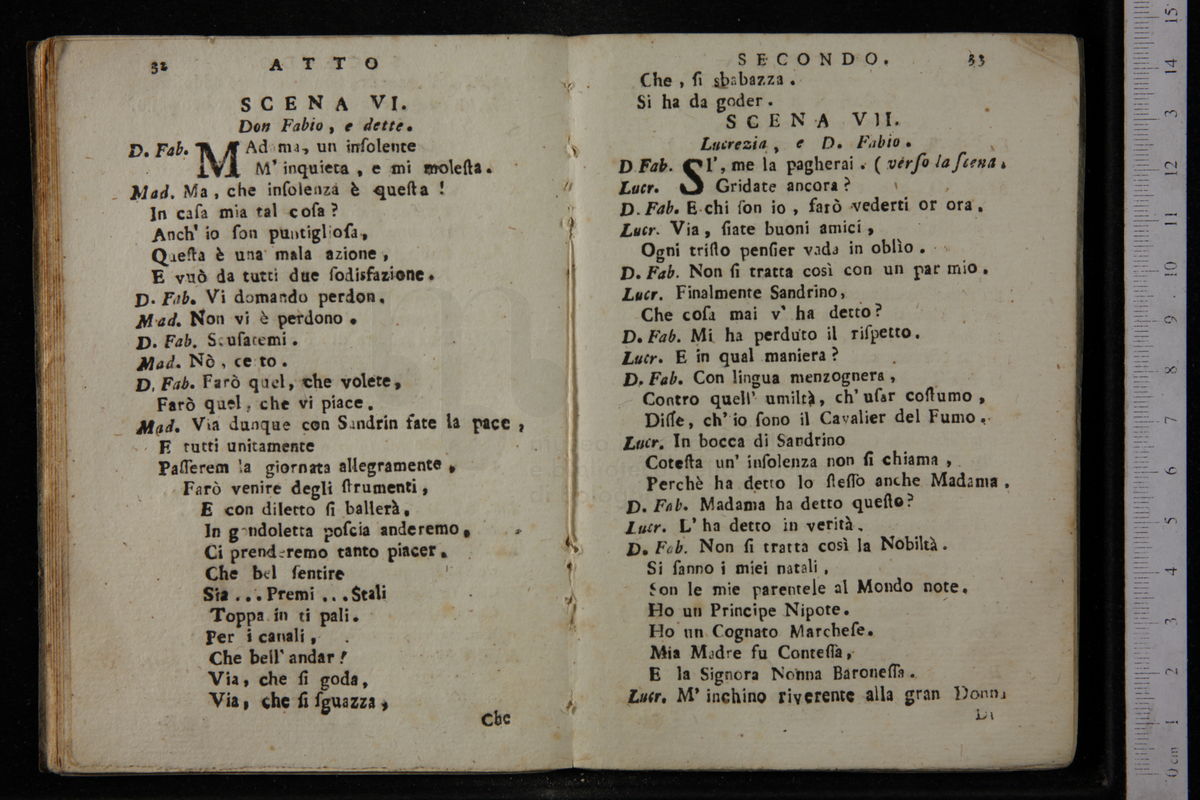 32 ATTO
SCENA VI.
Don Fabio, e dette.
D. Fab. MAdama, un inſolente
M' inquieta, e mi moleſta.
Mad. Ma, che inſolenza è queſta!
In caſa mia tal coſa?
Anch' io ſon puntiglioſa,
Queſta è una mala azione,
E vuò da tutti due ſodisfazione.
D. Fab. Vi domando perdon.
Mad. Non vi è perdono.
D. Fab. Scuſatemi.
Mad. Nò, certo.
D. Fab. Farò quel, che volete,
Farò quel, che vi piace.
Mad. Via dunque con Sandrin fate la pace,
E tutti unitamente
Paſſerem la giornata allegramente.
Farò venire degli ſtrumenti,
E con diletto ſi ballerà.
In gondoletta poſcia anderemo.
Ci prenderemo tanto piacer.
Che bel ſentire
Sia...Premi...Stali
Toppa in ti pali.
Per i canali,
Che bell' andar!
Via, che ſi goda,
Via, che ſi ſguazza,
Che
SECONDO. 33
Che, ſi sbabazza.
Si ha da goder.
SCENA VII.
Lucrezia, e D. Fabio.
D Fab. SI', me la pagherai. (verſo la ſcena.
Lucr. Gridate ancora?
D. Fab. E chi ſon io, farò vederti or ora.
Lucr. Via, ſiate buoni amici,
Ogni triſto penſier vada in oblìo.
D. Fab. Non ſi tratta così con un par mio.
Lucr. Finalmente Sandrino,
Che coſa mai v' ha detto?
D. Fab. Mi ha perduto il riſpetto.
Lucr. E in qual maniera?
D. Fab. Con lingua menzognera,
Contro quell' umiltà, ch' uſar coſtumo,
Diſſe, ch' io ſono il Cavalier del Fumo.
Lucr. In bocca di Sandrino
Coteſta un' inſolenza non ſi chiama,
Perchè ha detto lo ſteſſo anche Madama.
D. Fab. Madama ha detto queſto?
Lucr. L' ha detto in verità.
D. Fab. Non ſi tratta così la Nobiltà.
Si ſanno i miei natali,
Son le mie parentele al Mondo note.
Ho un Principe Nipote.
Ho un Cognato Marcheſe.
Mia Madre fu Conteſſa,
E la Signora Nonna Baroneſſa.
Lucr. M' inchino riverente alla gran Donna
Di